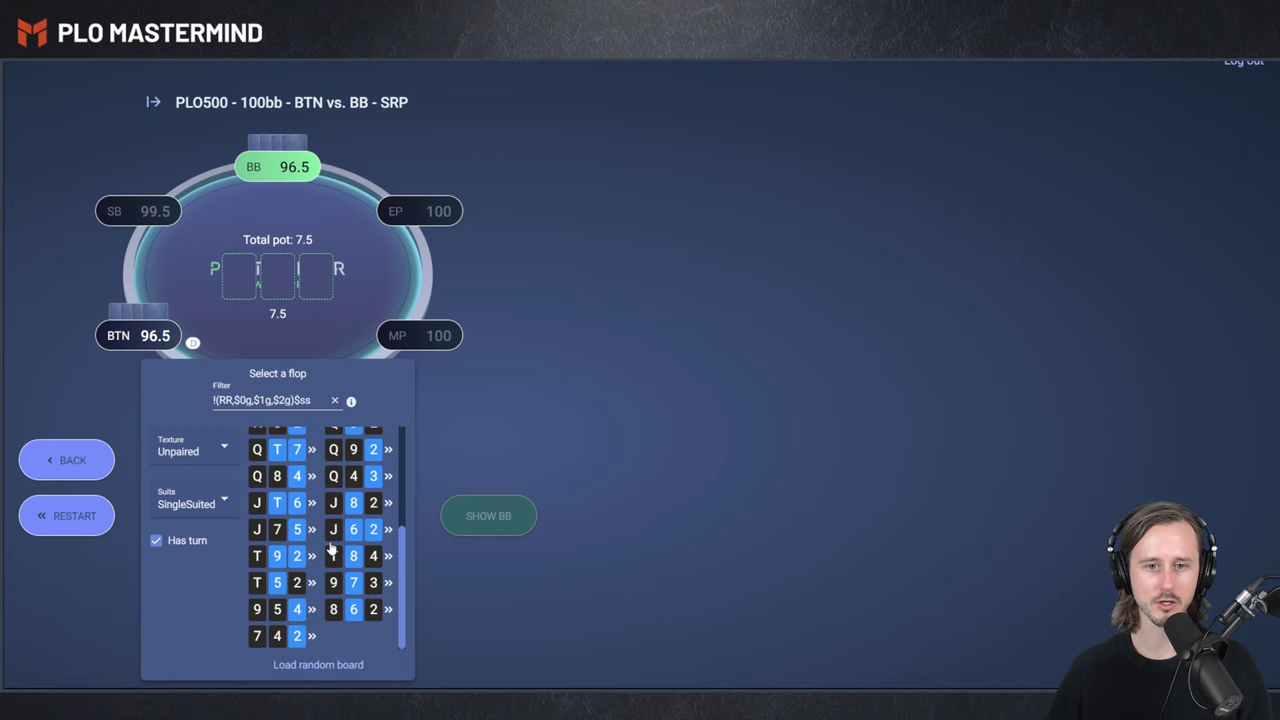 PLO MASTERMIND
Log out
PLO500 - 100bb - BTN vs. BB - SRP
BB 96.5
SB 99.5
EP 100
Total pot: 7.5
P R
7.5
BTN 96.5
D
MP 100
Select a flop
Filter
!(RR,$0g,$1g,$2g)$ss
Texture
Unpaired
Suits
SingleSuited
Has turn
Q T 7 » Q 9 2 »
Q 8 4 » Q 4 3 »
J T 6 » J 8 2 »
J 7 5 » J 6 2 »
T 9 2 » T 8 4 »
T 5 2 » 9 7 3 »
9 5 4 » 8 6 2 »
7 4 2 »
Load random board
BACK
RESTART
SHOW BB